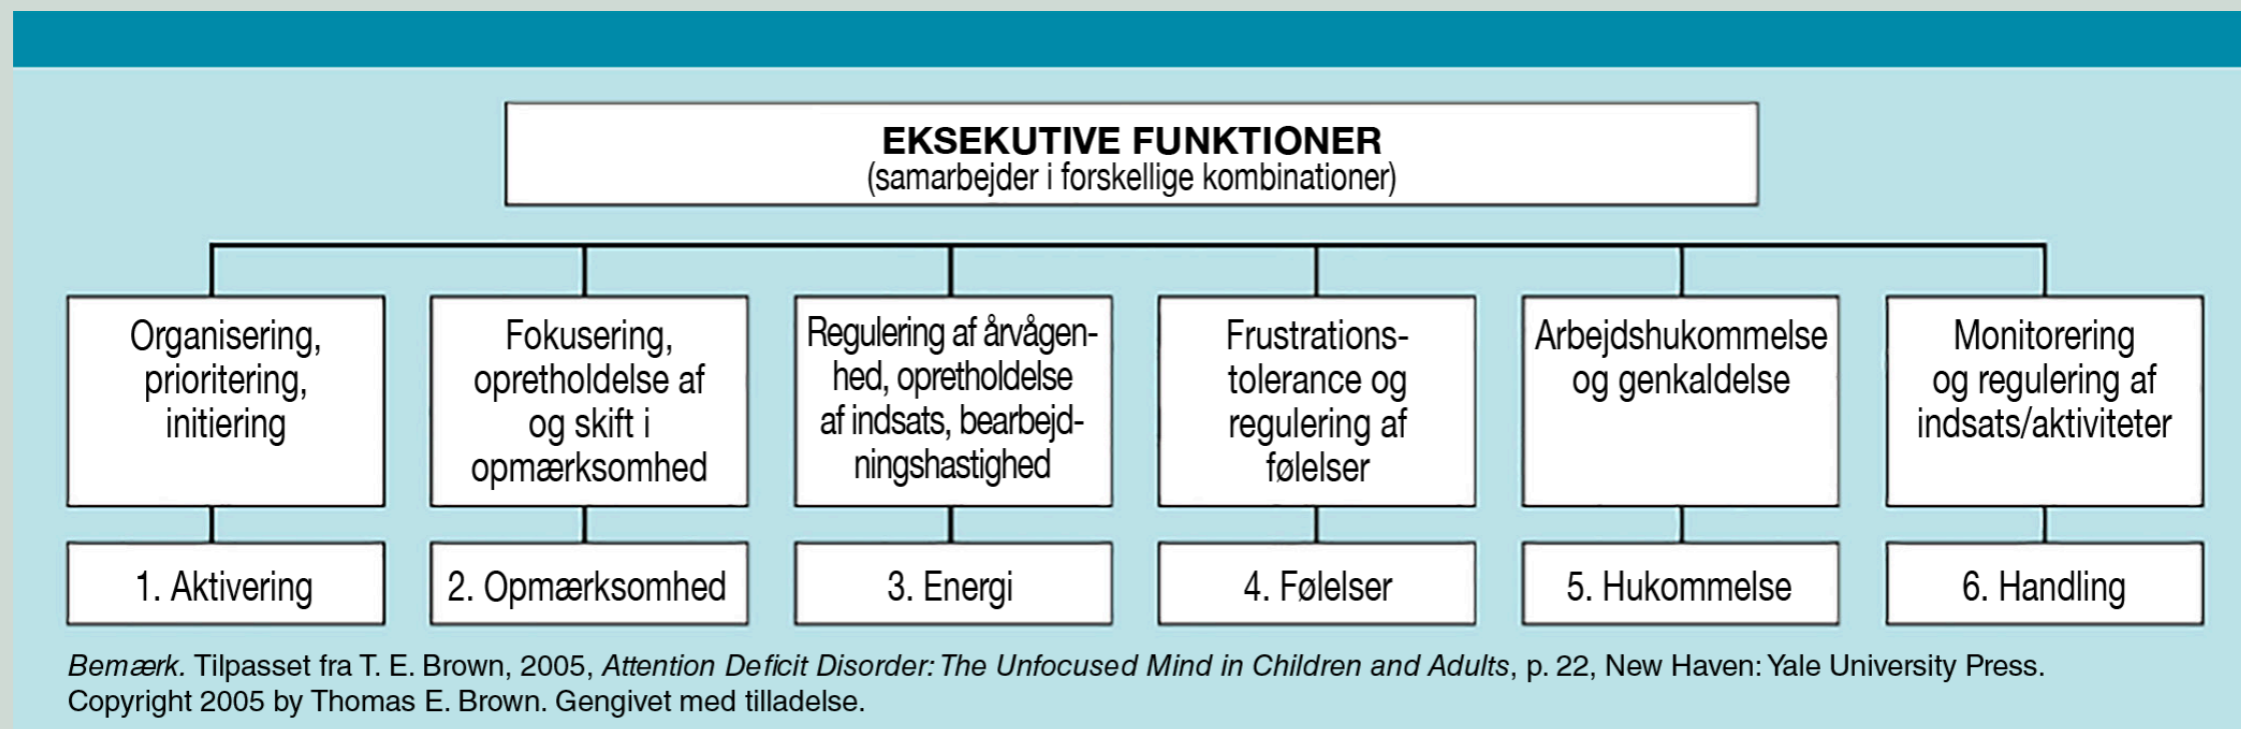 EKSEKUTIVE FUNKTIONER
(samarbejder i forskellige kombinationer)
Organisering,
prioritering,
initiering
Fokusering,
opretholdelse af
og skift i
opmærksomhed
Regulering af årvågen-
hed, opretholdelse
af indsats, bearbejd-
ningshastighed
Frustrations-
tolerance og
regulering af
følelser
Arbejdshukommelse
og genkaldelse
Monitorering
og regulering af
indsats/aktiviteter
1. Aktivering
2. Opmærksomhed
3. Energi
4. Følelser
5. Hukommelse
6. Handling
Bemærk. Tilpasset fra T. E. Brown, 2005, Attention Deficit Disorder: The Unfocused Mind in Children and Adults, p. 22, New Haven: Yale University Press.
Copyright 2005 by Thomas E. Brown. Gengivet med tilladelse.